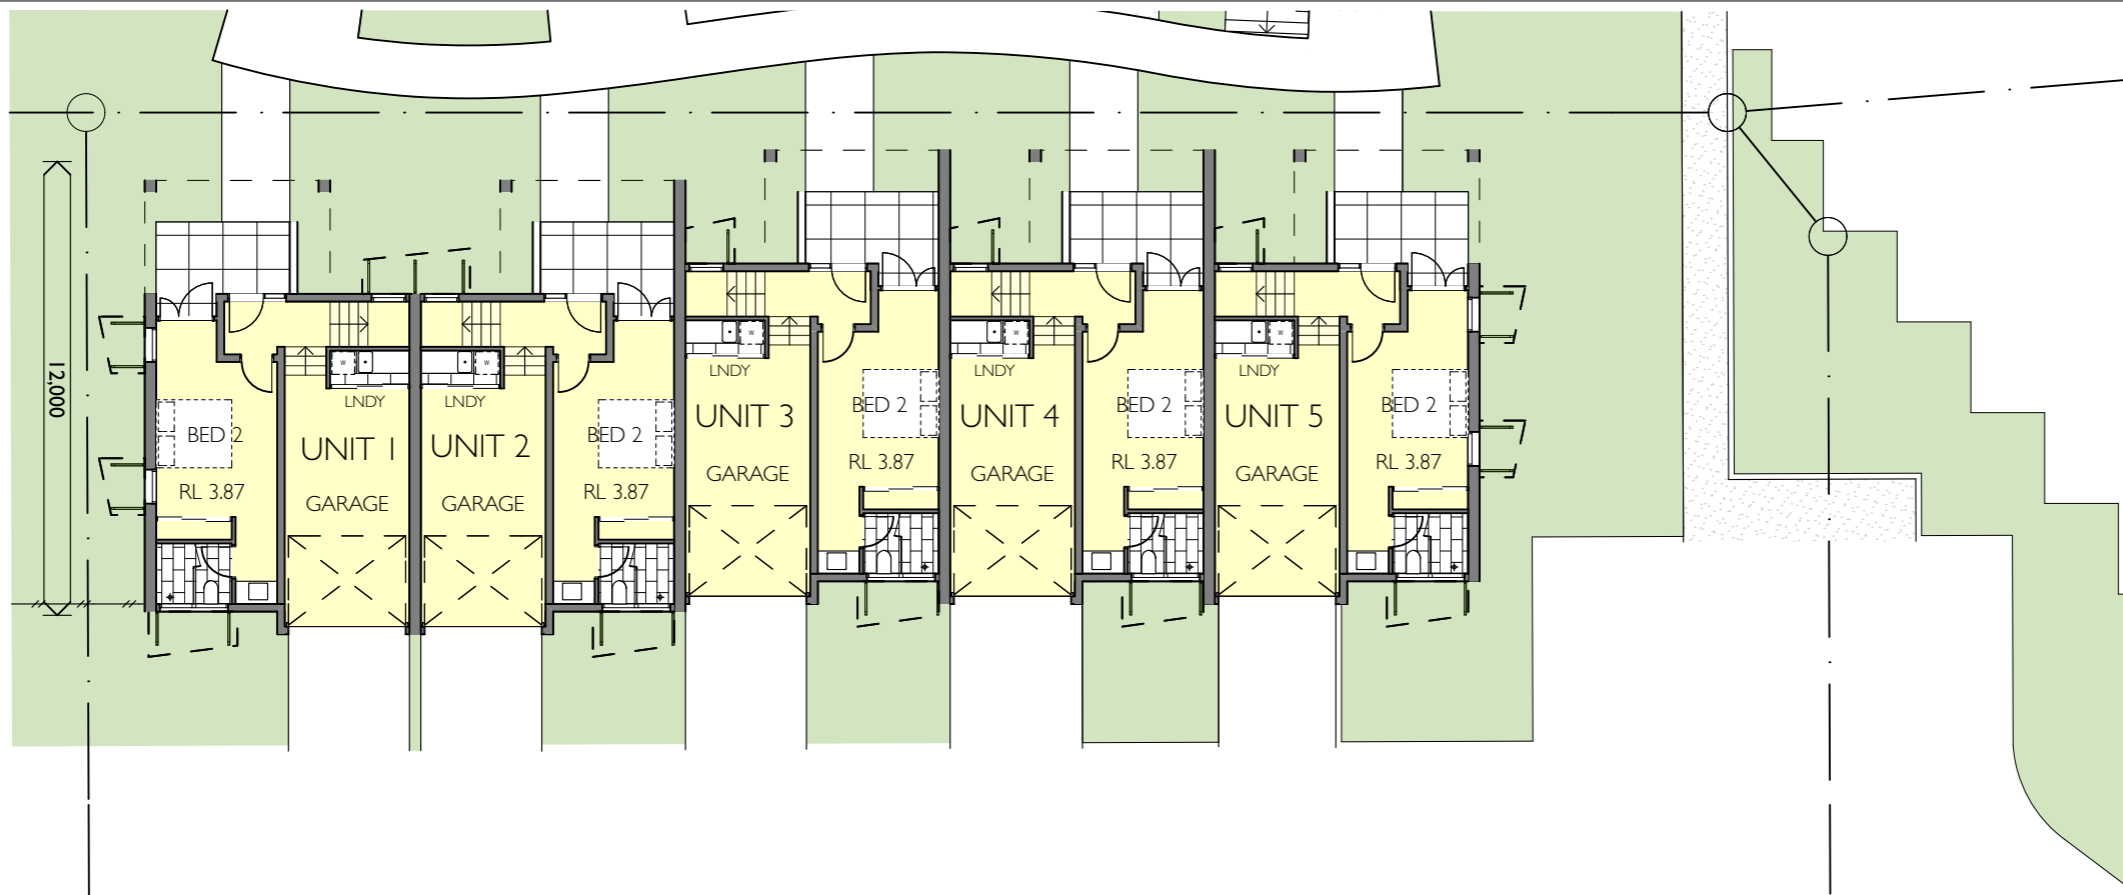 12,000
LNDY
BED 2
UNIT 1
RL 3.87
GARAGE
LNDY
UNIT 2
BED 2
RL 3.87
GARAGE
W
W
LNDY
UNIT 3
BED 2
RL 3.87
GARAGE
W
LNDY
UNIT 4
BED 2
RL 3.87
GARAGE
W
LNDY
UNIT 5
BED 2
RL 3.87
GARAGE
W